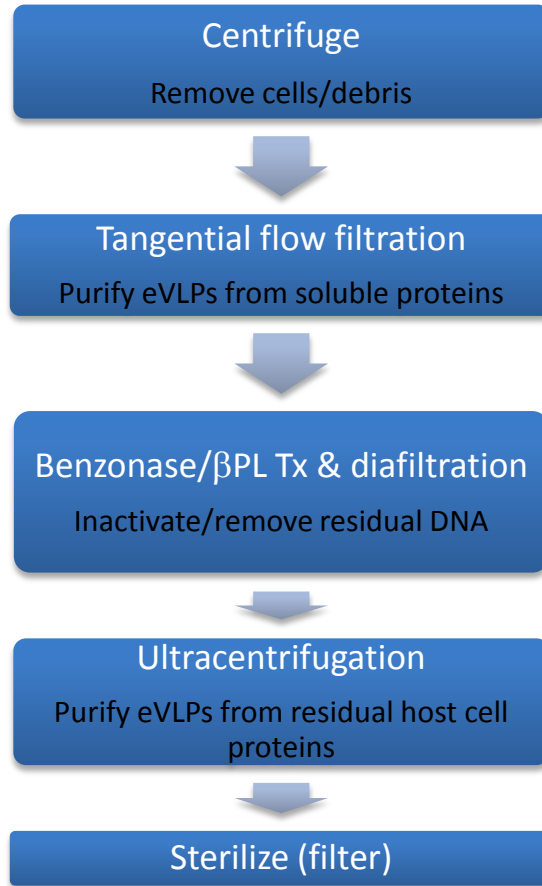 Centrifuge
Remove cells/debris
Tangential flow filtration
Purify eVLPs from soluble proteins
Benzonase/βPL Tx & diafiltration
Inactivate/remove residual DNA
Ultracentrifugation
Purify eVLPs from residual host cell
proteins
Sterilize (filter)